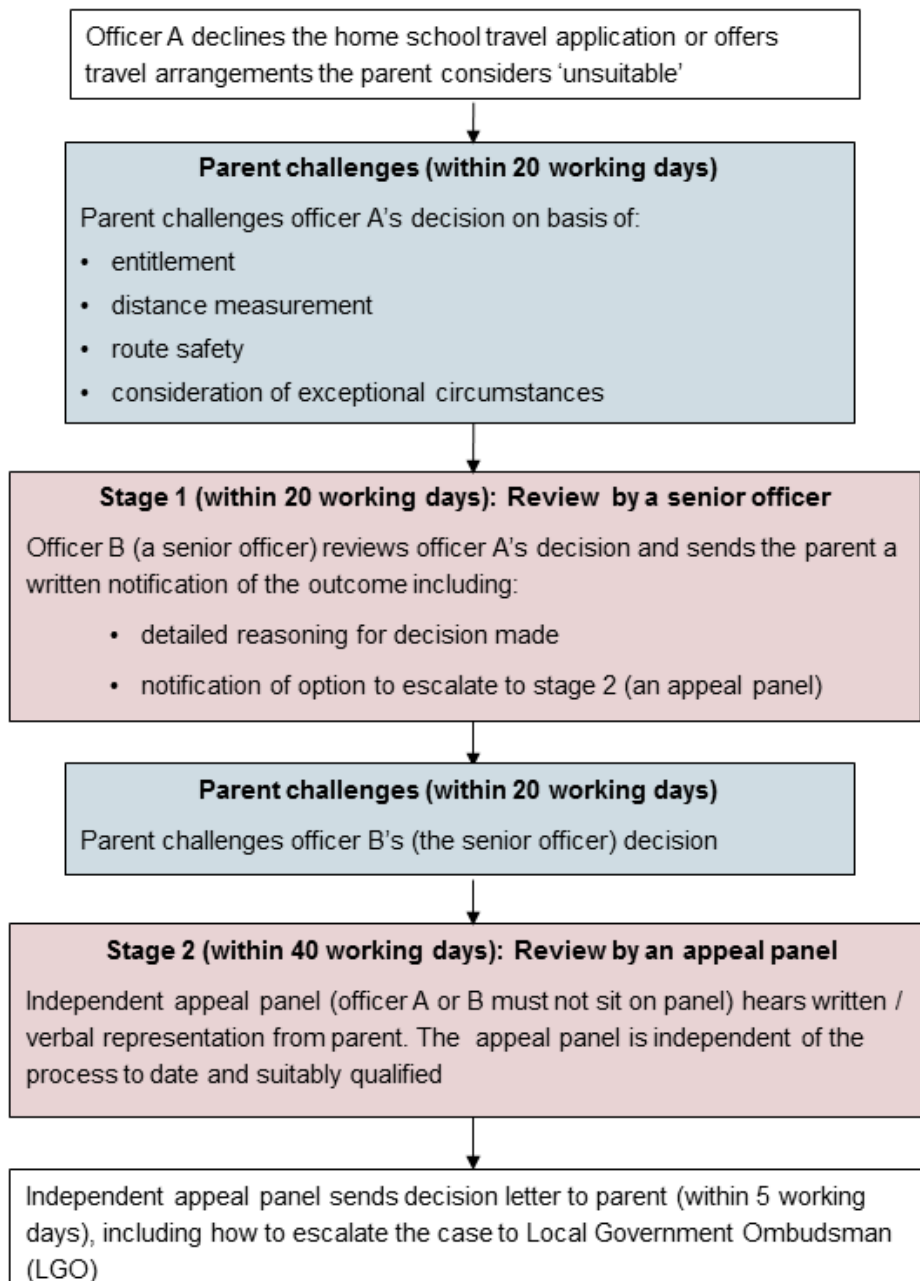 Officer A declines the home school travel application or offers
travel arrangements the parent considers ‘unsuitable’
Parent challenges (within 20 working days)
Parent challenges officer A’s decision on basis of:
• entitlement
• distance measurement
• route safety
• consideration of exceptional circumstances
Stage 1 (within 20 working days): Review by a senior officer
Officer B (a senior officer) reviews officer A’s decision and sends the parent a
written notification of the outcome including:
• detailed reasoning for decision made
• notification of option to escalate to stage 2 (an appeal panel)
Parent challenges (within 20 working days)
Parent challenges officer B’s (the senior officer) decision
Stage 2 (within 40 working days): Review by an appeal panel
Independent appeal panel (officer A or B must not sit on panel) hears written /
verbal representation from parent. The appeal panel is independent of the
process to date and suitably qualified
Independent appeal panel sends decision letter to parent (within 5 working
days), including how to escalate the case to Local Government Ombudsman
(LGO)